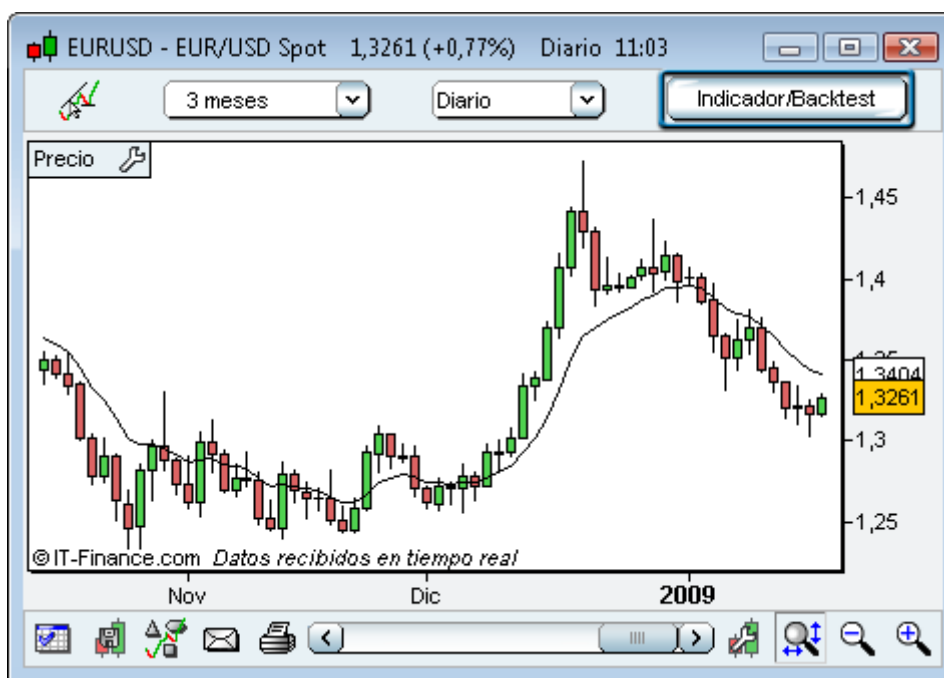 EURUSD - EUR/USD Spot 1,3261 (+0,77%) Diario 11:03
3 meses Diario Indicador/Backtest
Precio
1,45
1,4
1,35
1,3404
1,3261
1,3
1,25
© IT-Finance.com Datos recibidos en tiempo real
Nov Dic 2009